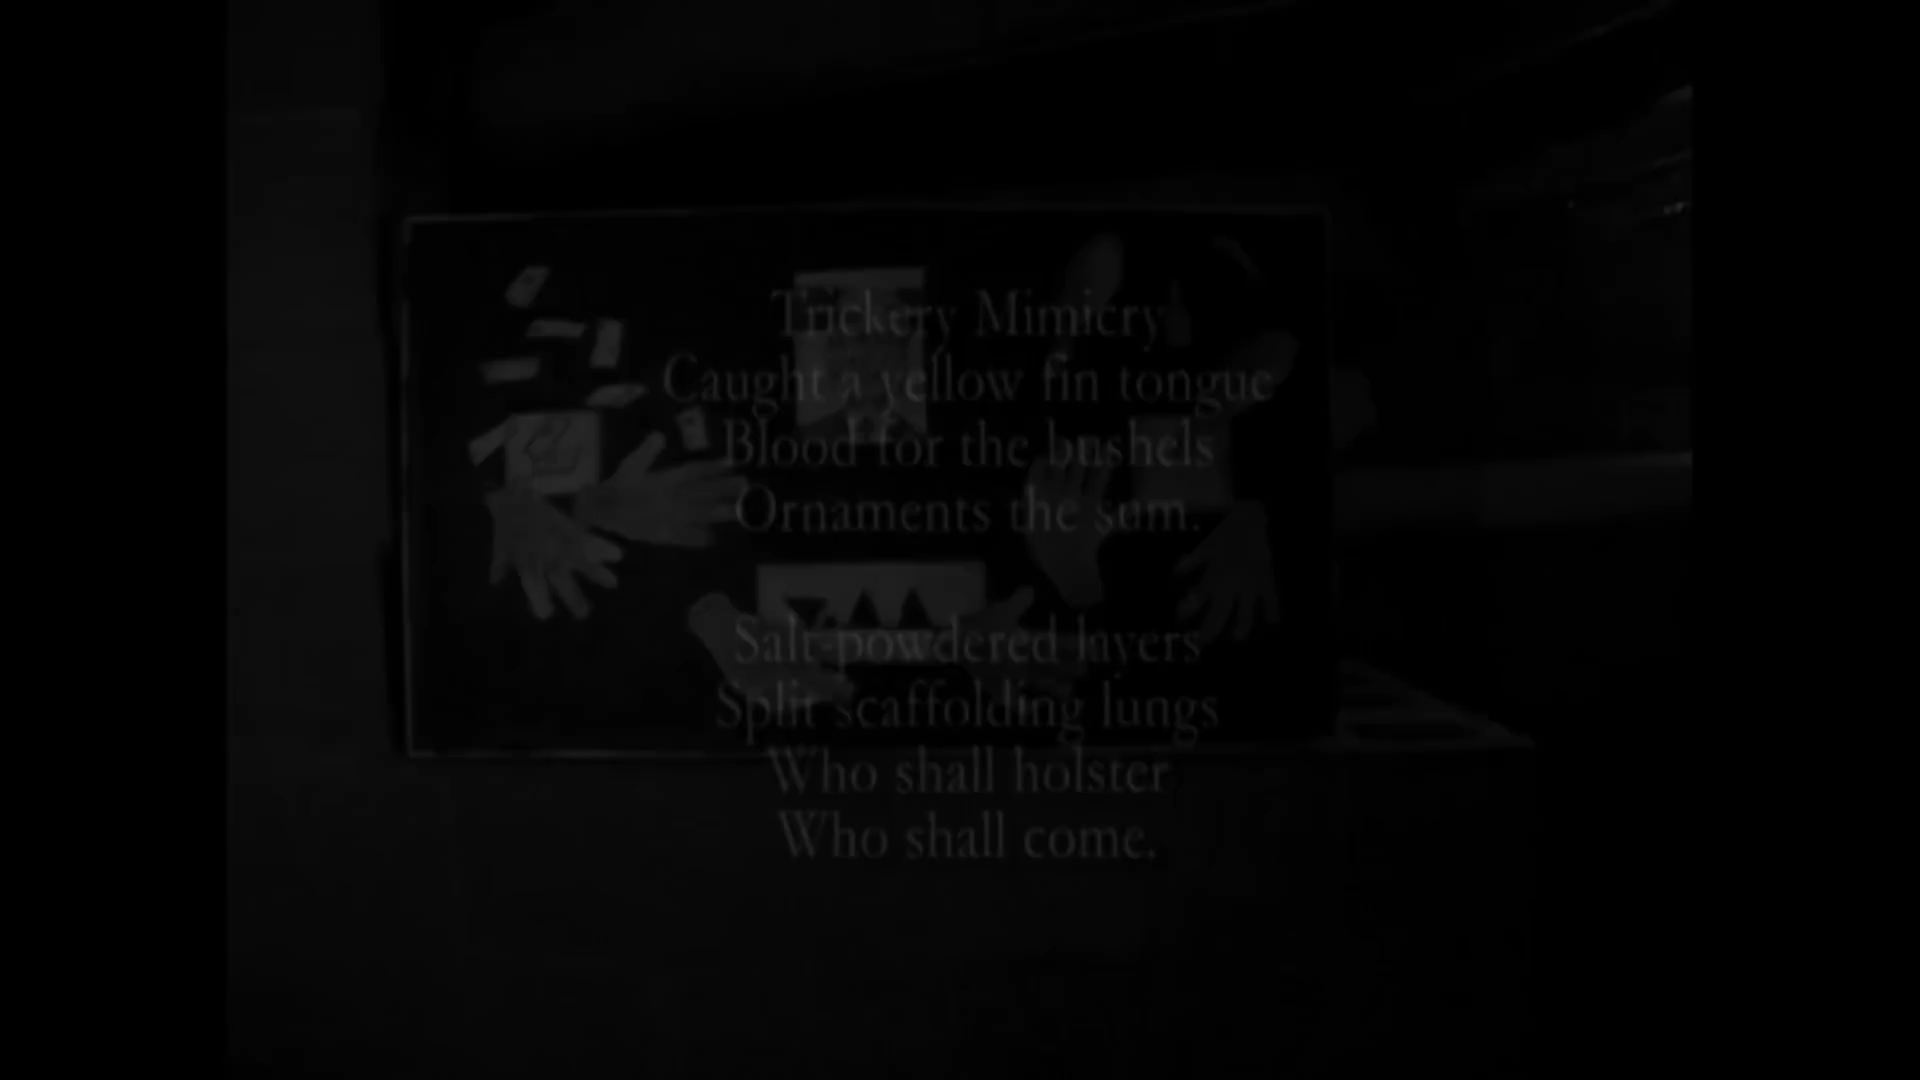 Trickery Mimicry
Caught a yellow fin tongue
Blood for the bushels
Ornaments the sum.
Salt-powdered layers
Split scaffolding lungs
Who shall holster
Who shall come.